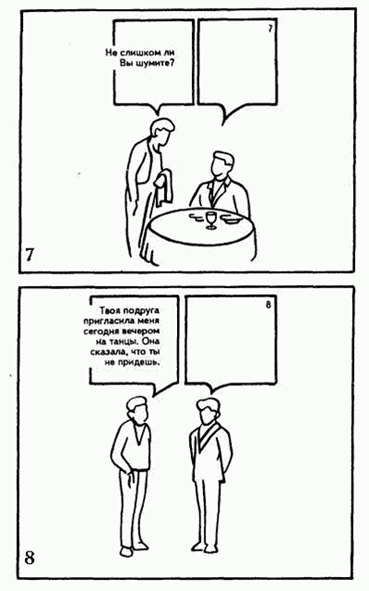 Не слишком ли
Вы шумите?
7
7
Твоя подруга
пригласила меня
сегодня вечером
на танцы. Она
сказала, что ты
не придешь.
8
8